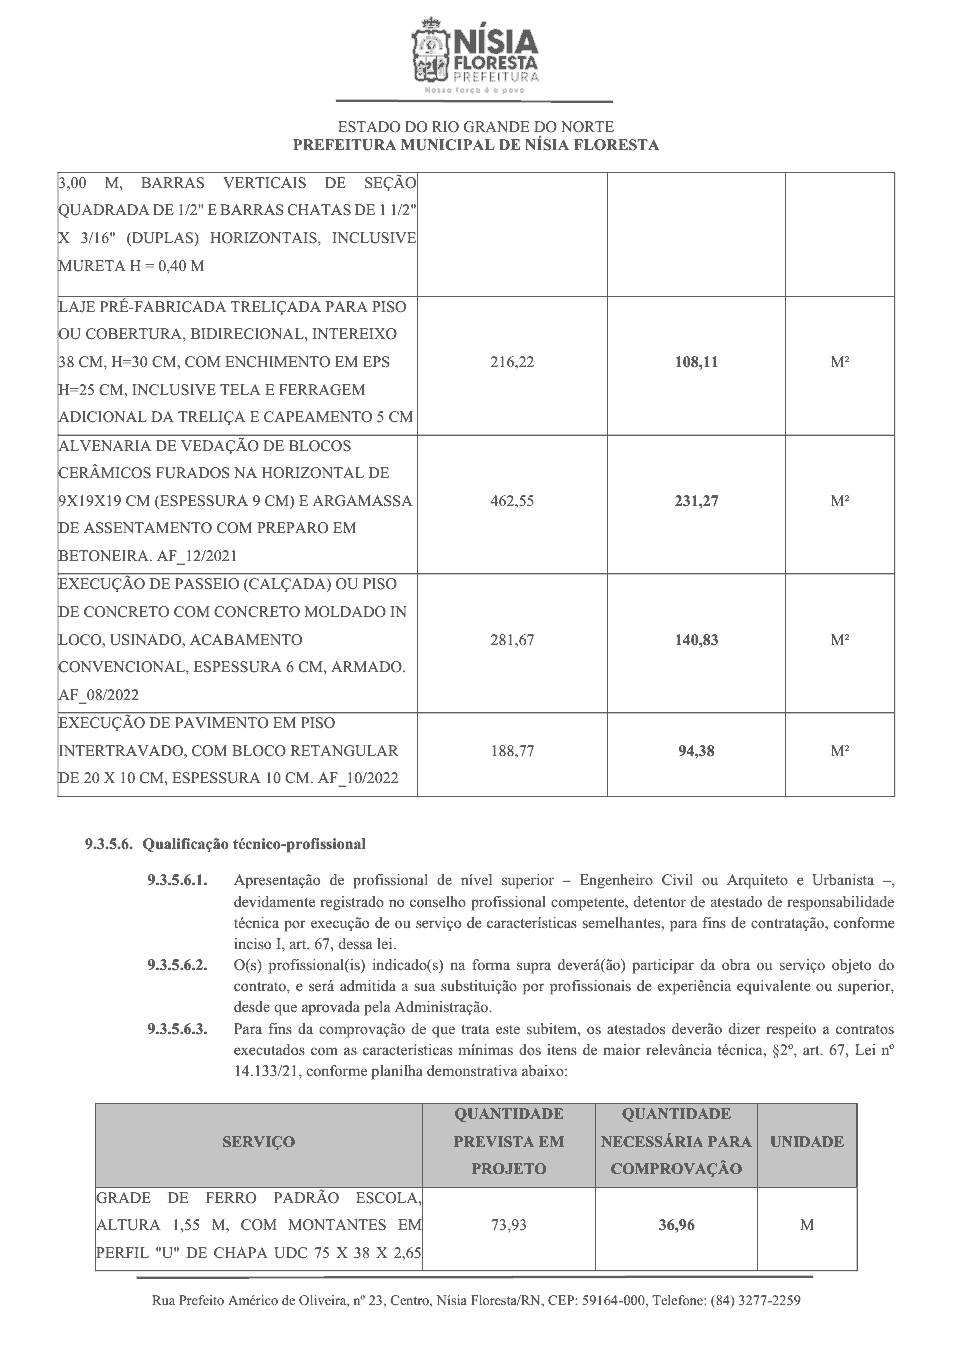 NÍSIA
FLORESTA
PREFEITURA
Nossa força é o povo
ESTADO DO RIO GRANDE DO NORTE
PREFEITURA MUNICIPAL DE NÍSIA FLORESTA
3,00 M, BARRAS VERTICAIS DE SEÇÃO
QUADRADA DE 1/2" E BARRAS CHATAS DE 1 1/2"
X 3/16" (DUPLAS) HORIZONTAIS, INCLUSIVE
MURETA H = 0,40 M
LAJE PRÉ-FABRICADA TRELIÇADA PARA PISO
OU COBERTURA, BIDIRECIONAL, INTEREIXO
38 CM, H=30 CM, COM ENCHIMENTO EM EPS 216,22 108,11 M²
H=25 CM, INCLUSIVE TELA E FERRAGEM
ADICIONAL DA TRELIÇA E CAPEAMENTO 5 CM
ALVENARIA DE VEDAÇÃO DE BLOCOS
CERÂMICOS FURADOS NA HORIZONTAL DE
9X19X19 CM (ESPESSURA 9 CM) E ARGAMASSA 462,55 231,27 M²
DE ASSENTAMENTO COM PREPARO EM
BETONEIRA. AF_12/2021
EXECUÇÃO DE PASSEIO (CALÇADA) OU PISO
DE CONCRETO COM CONCRETO MOLDADO IN
LOCO, USINADO, ACABAMENTO 281,67 140,83 M²
CONVENCIONAL, ESPESSURA 6 CM, ARMADO.
AF_08/2022
EXECUÇÃO DE PAVIMENTO EM PISO
INTERTRAVADO, COM BLOCO RETANGULAR 188,77 94,38 M²
DE 20 X 10 CM, ESPESSURA 10 CM. AF_10/2022
9.3.5.6. Qualificação técnico-profissional
9.3.5.6.1. Apresentação de profissional de nível superior – Engenheiro Civil ou Arquiteto e Urbanista –,
devidamente registrado no conselho profissional competente, detentor de atestado de responsabilidade
técnica por execução de ou serviço de características semelhantes, para fins de contratação, conforme
inciso I, art. 67, dessa lei.
9.3.5.6.2. O(s) profissional(is) indicado(s) na forma supra deverá(ão) participar da obra ou serviço objeto do
contrato, e será admitida a sua substituição por profissionais de experiência equivalente ou superior,
desde que aprovada pela Administração.
9.3.5.6.3. Para fins da comprovação de que trata este subitem, os atestados deverão dizer respeito a contratos
executados com as características mínimas dos itens de maior relevância técnica, §2º, art. 67, Lei nº
14.133/21, conforme planilha demonstrativa abaixo:
QUANTIDADE QUANTIDADE
SERVIÇO PREVISTA EM NECESSÁRIA PARA UNIDADE
PROJETO COMPROVAÇÃO
GRADE DE FERRO PADRÃO ESCOLA,
ALTURA 1,55 M, COM MONTANTES EM 73,93 36,96 M
PERFIL "U" DE CHAPA UDC 75 X 38 X 2,65
Rua Prefeito Américo de Oliveira, nº 23, Centro, Nísia Floresta/RN, CEP: 59164-000, Telefone: (84) 3277-2259